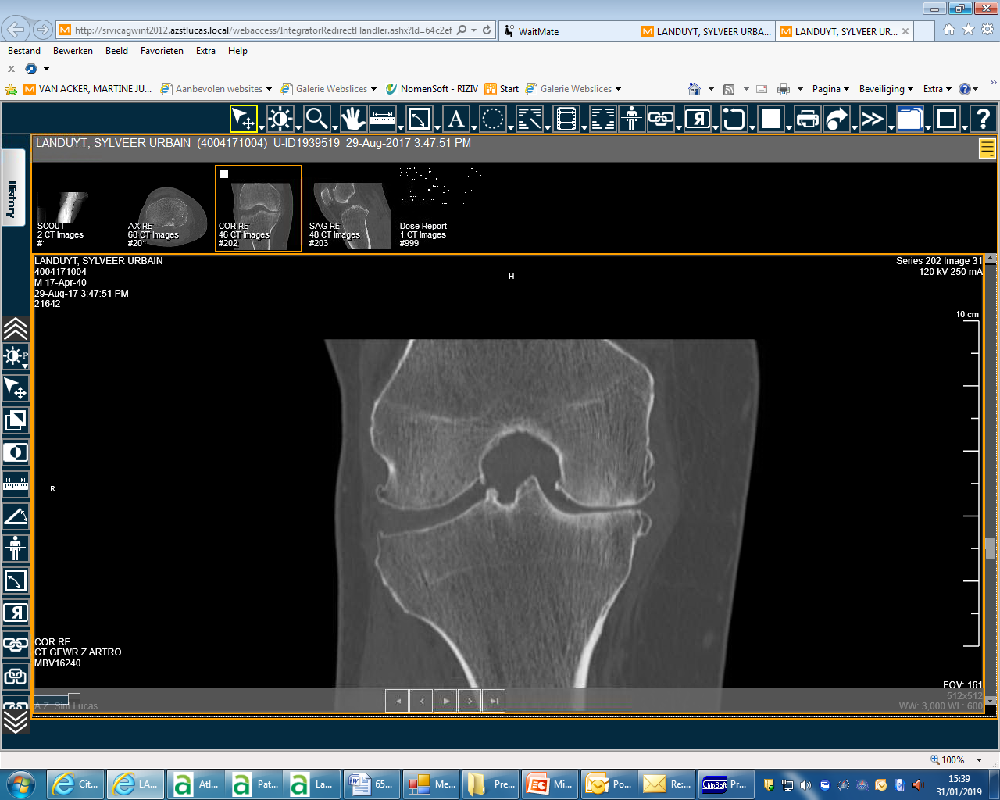 http://srvicagwint2012.azstlucas.local/webaccess/IntegratorRedirectHandler.ashx?Id=64c2ef
WaitMate
LANDUYT, SYLVEER URBA...
LANDUYT, SYLVEER UR...
Bestand Bewerken Beeld Favorieten Extra Help
VAN ACKER, MARTINE JU... Aanbevolen websites Galerie Webslices NomenSoft - RIZIV Start Galerie Webslices Pagina Beveiliging Extra
LANDUYT, SYLVEER URBAIN (4004171004) U-ID1939519 29-Aug-2017 3:47:51 PM
History
SCOUT
2 CT Images
#1
AX RE
68 CT Images
#201
COR RE
46 CT Images
#202
SAG RE
48 CT Images
#203
Dose Report
1 CT Images
#999
LANDUYT, SYLVEER URBAIN
4004171004
M 17-Apr-40
29-Aug-17 3:47:51 PM
21642
H
Series 202 Image 31
120 kV 250 mA
10 cm
R
COR RE
CT GEWR Z ARTRO
MBV16240
A.Z. Sint Lucas
FOV: 161
512x512
WW: 3,000 WL: 600
100%
Cit... LA... Atl... Pat... La... 65... Me... Pre... Mi... Po... Re:... ChipSoft Pr...
15:39
31/01/2019